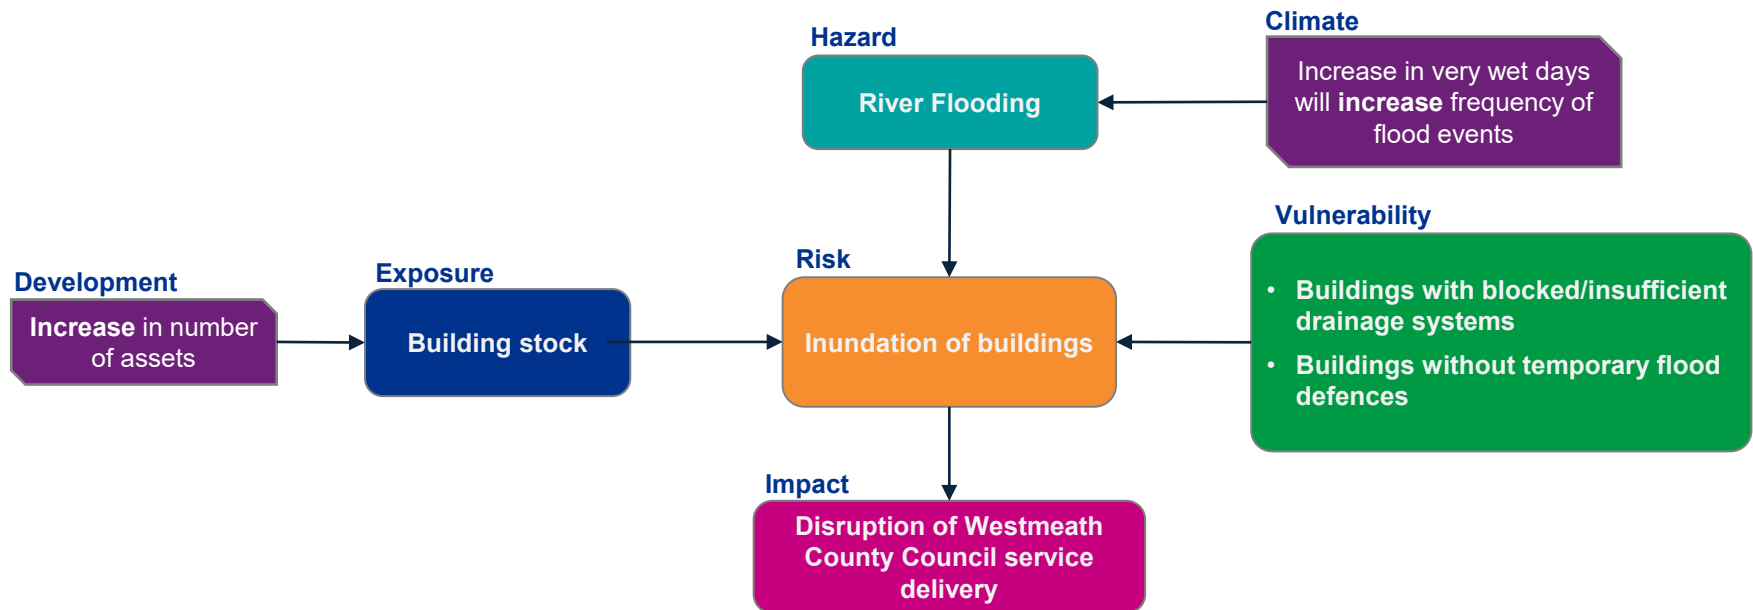 Climate
Increase in very wet days
will increase frequency of
flood events
Hazard
River Flooding
Vulnerability
• Buildings with blocked/insufficient
drainage systems
• Buildings without temporary flood
defences
Development
Increase in number
of assets
Exposure
Building stock
Risk
Inundation of buildings
Impact
Disruption of Westmeath
County Council service
delivery